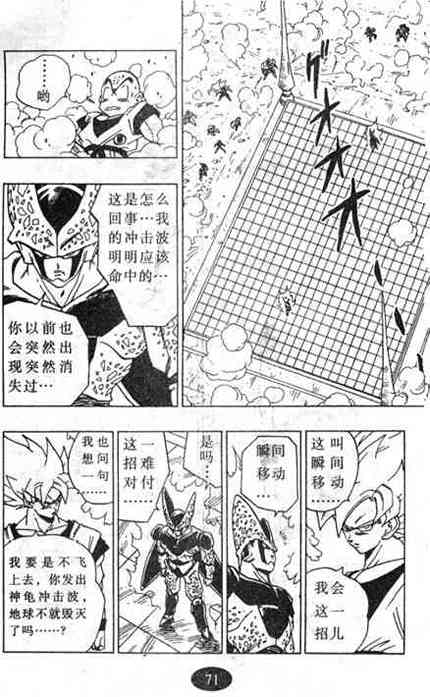 ……
哟
这是怎么
回事…我
的冲击波
明明应该
命中的…
你以前也
会突然出
现突然消
失过…
这叫
瞬间
移动
……
我会
这一
招儿
瞬间
移动
……
是
吗
…
这一
招难
对付
……
我也
想问
一句
……
我要是不飞
上去，你发出
神龟冲击波，
地球不就毁灭
了吗……?
71